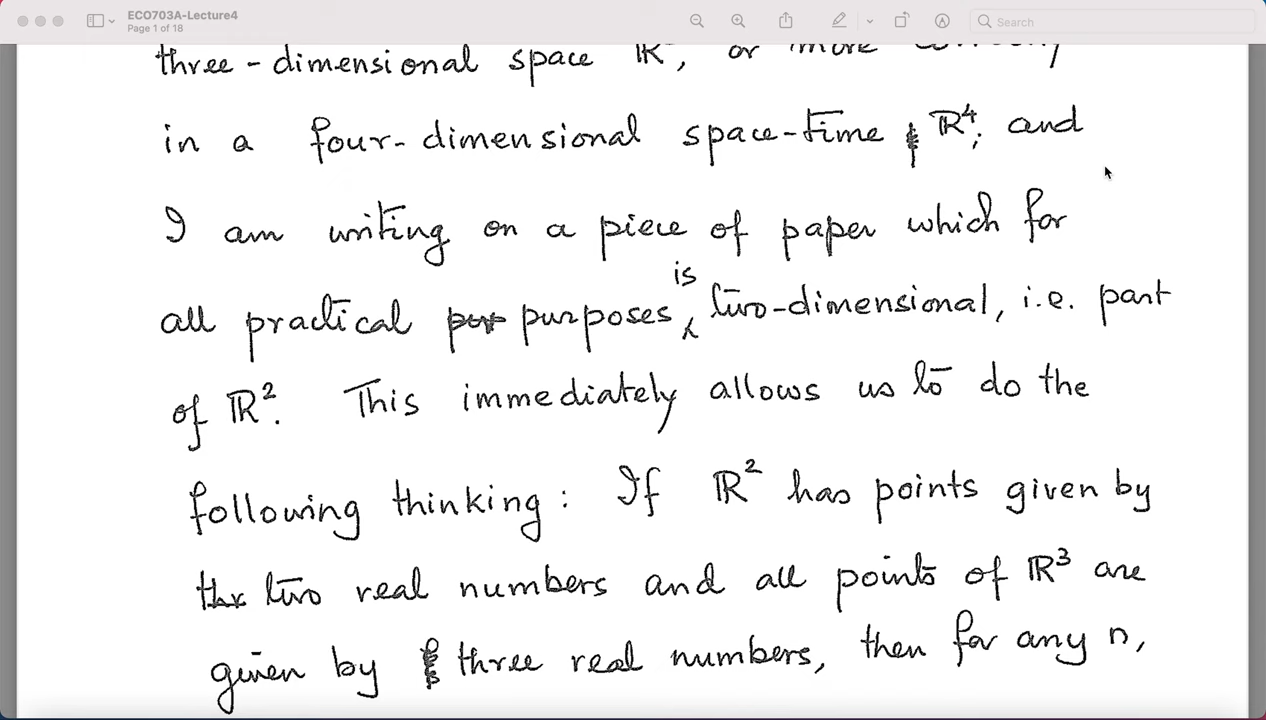 ECO703A-Lecture4
Page 1 of 18
Search
three-dimensional space ℝ³, or more
in a four-dimensional space-time ℝ⁴, and
I am writing on a piece of paper which for
all practical purposes is two-dimensional, i.e. part
of ℝ². This immediately allows us to do the
following thinking: If ℝ² has points given by
two real numbers and all points of ℝ³ are
given by three real numbers, then for any n,